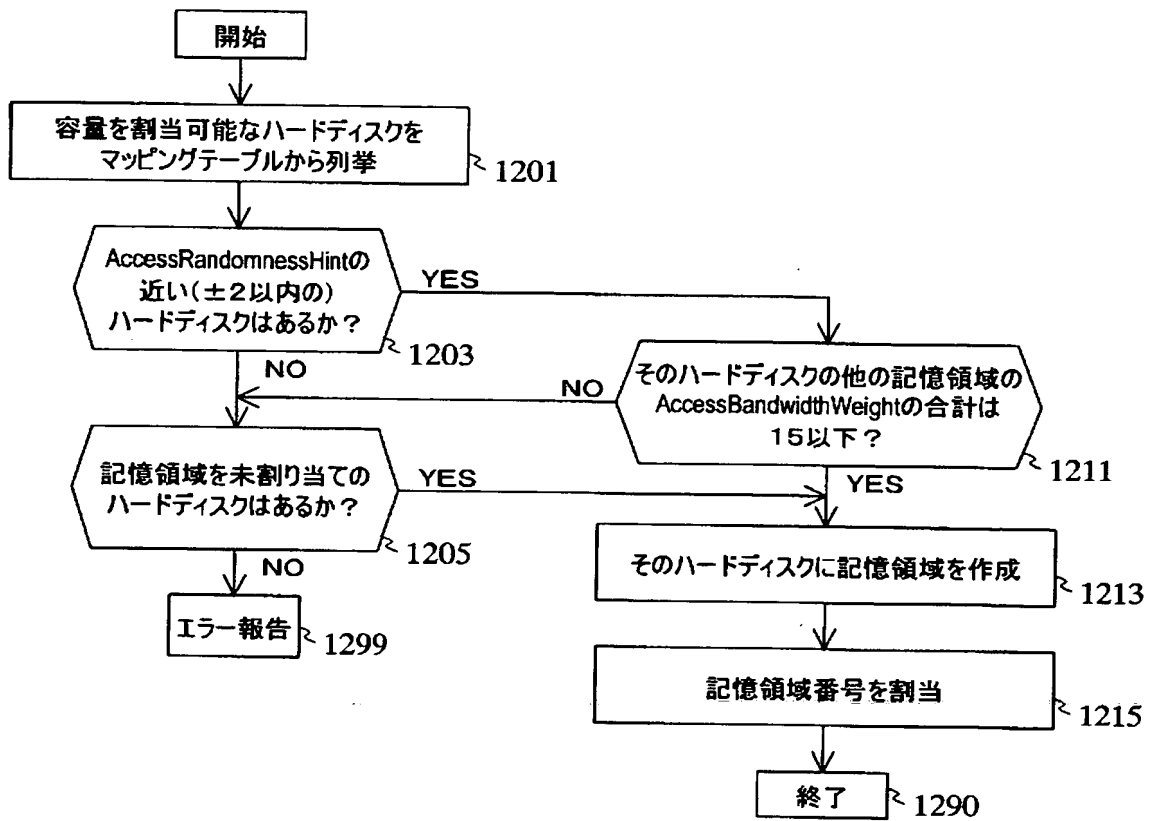 開始
容量を割当可能なハードディスクを
マッピングテーブルから列挙
1201
AccessRandomnessHintの
近い(±2以内の)
ハードディスクはあるか?
1203
YES
NO
そのハードディスクの他の記憶領域の
AccessBandwidthWeightの合計は
15以下?
1211
NO
YES
記憶領域を未割り当ての
ハードディスクはあるか?
1205
YES
NO
エラー報告
1299
そのハードディスクに記憶領域を作成
1213
記憶領域番号を割当
1215
終了
1290